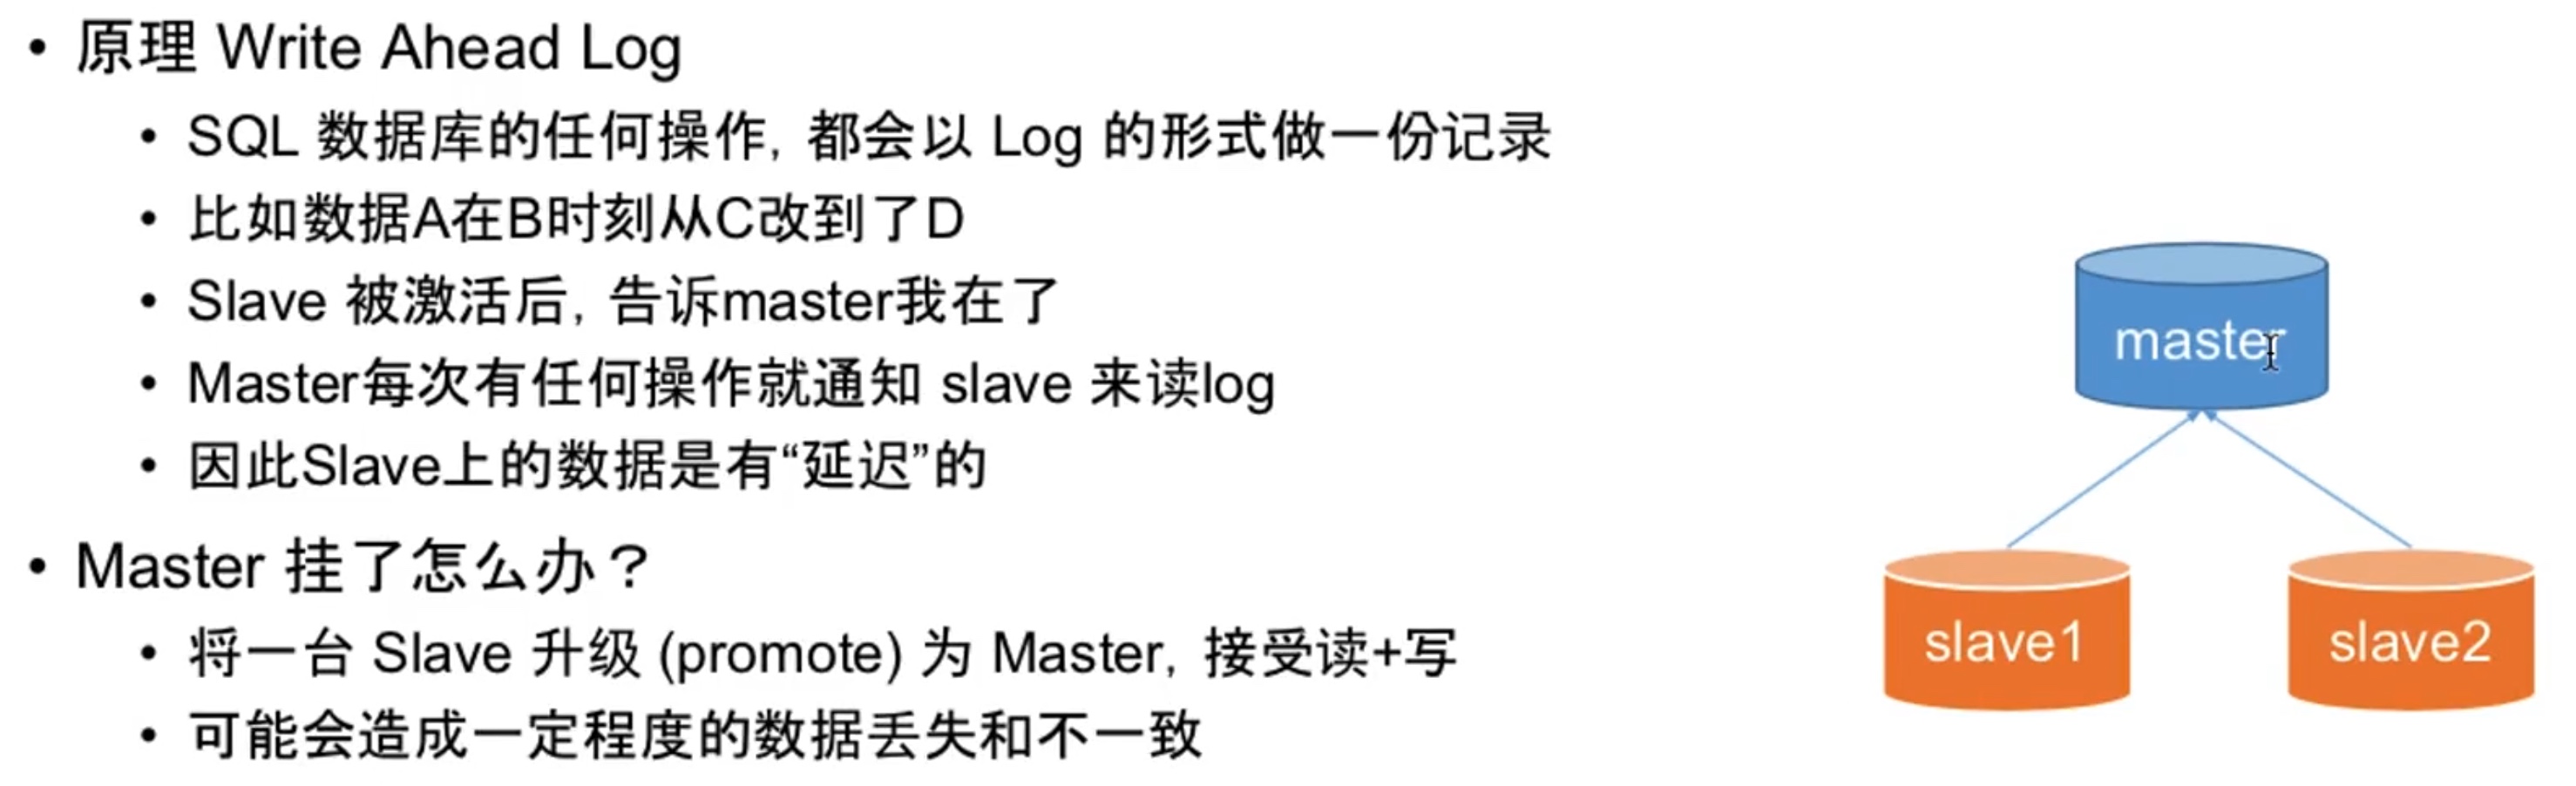 • 原理 Write Ahead Log
• SQL 数据库的任何操作, 都会以 Log 的形式做一份记录
• 比如数据A在B时刻从C改到了D
• Slave 被激活后, 告诉master我在了
• Master每次有任何操作就通知 slave 来读log
• 因此Slave上的数据是有“延迟”的
• Master 挂了怎么办？
• 将一台 Slave 升级 (promote) 为 Master, 接受读+写
• 可能会造成一定程度的数据丢失和不一致
master
slave1
slave2